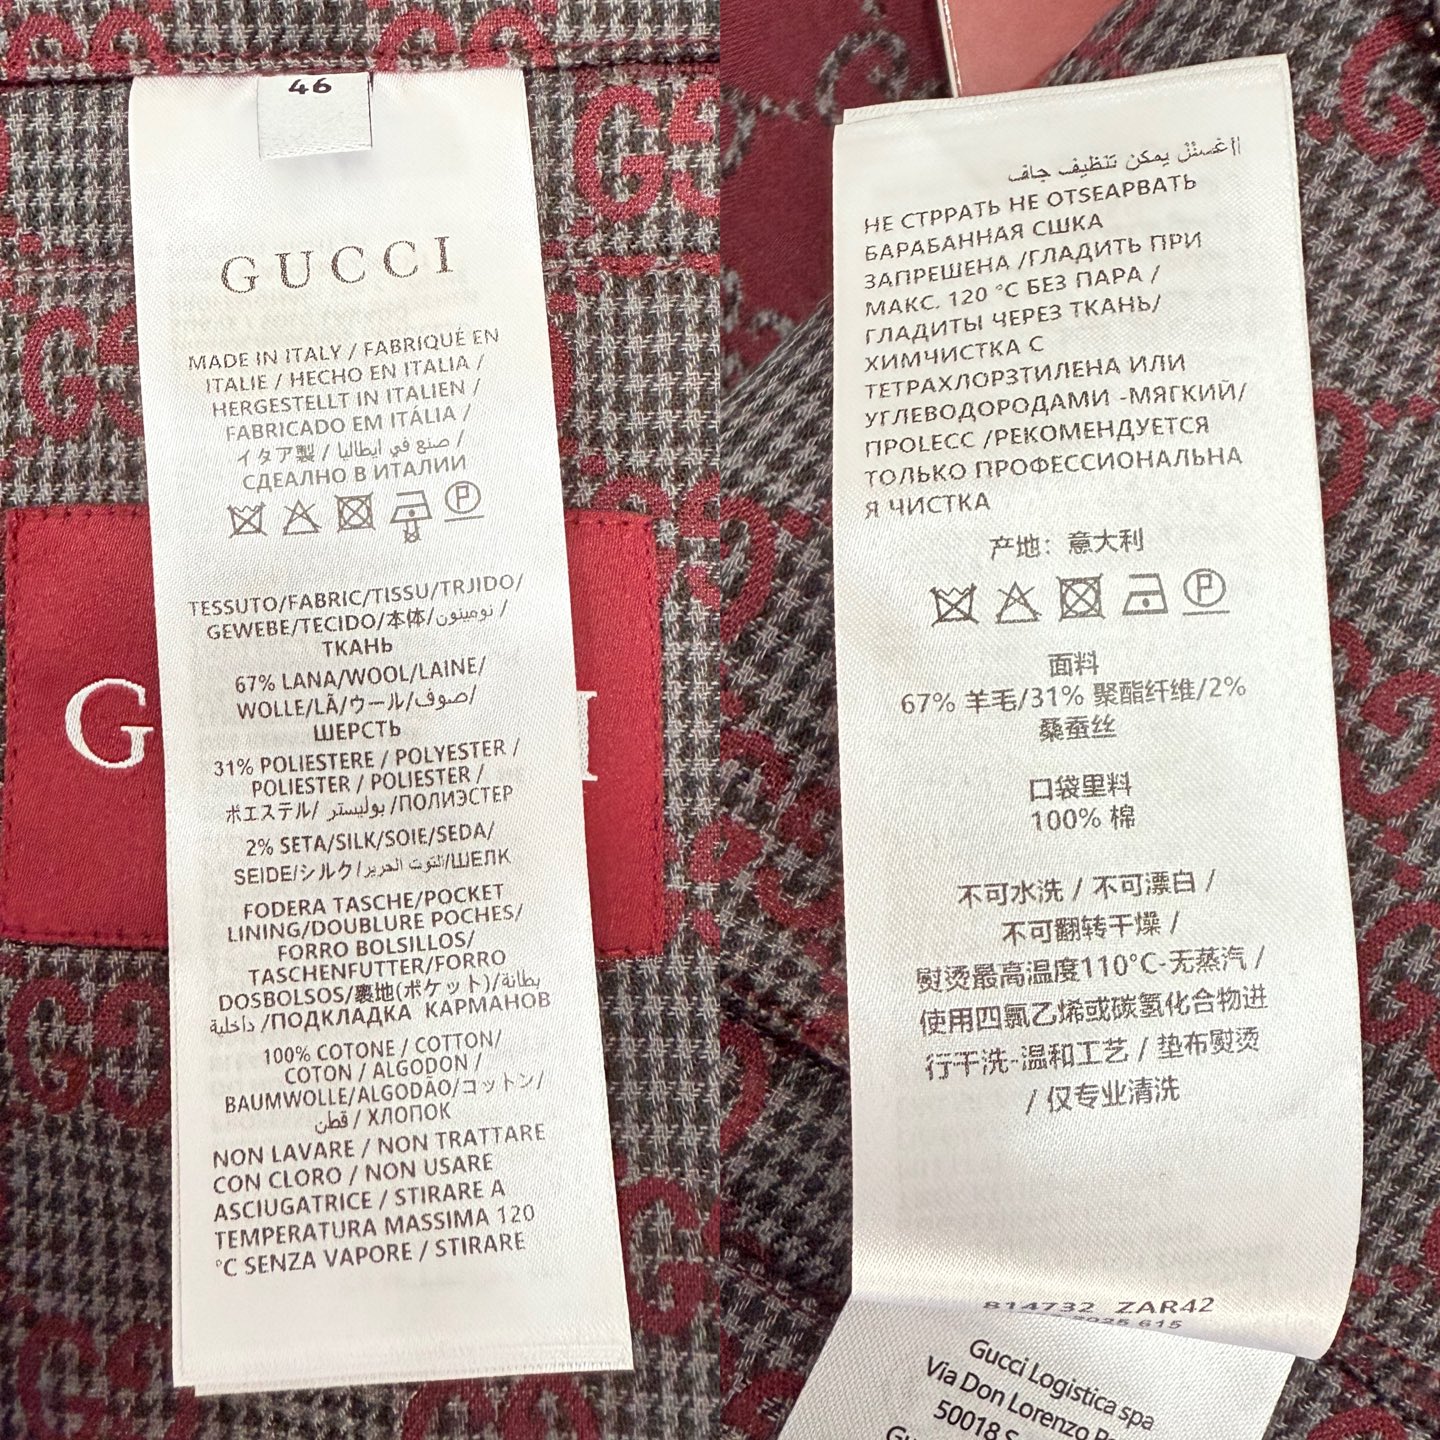 46
GUCCI
MADE IN ITALY / FABRIQUÉ EN
ITALIE / HECHO EN ITALIA /
HERGESTELLT IN ITALIEN /
FABRICADO EM ITÁLIA /
イタア製 / صنع في ايطاليا /
СДЕАЛНО В ИТАЛИИ
P
TESSUTO/FABRIC/TISSU/TRJIDO/
GEWEBE/TECIDO/本体/نومينون /
ТКАНЬ
67% LANA/WOOL/LAINE/
WOLLE/LÃ/ウール/صوف/
ШЕРСТЬ
31% POLIESTERE / POLYESTER /
POLIESTER / POLIESTER /
ポエステル/ بوليستر /ПОЛИЭСТЕР
2% SETA/SILK/SOIE/SEDA/
SEIDE/シルク/التوت الحرير/ШЕЛК
FODERA TASCHE/POCKET
LINING/DOUBLURE POCHES/
FORRO BOLSILLOS/
TASCHENFUTTER/FORRO
DOSBOLSOS/裏地(ポケット)/بطانة
داخلية /ПОДКЛАДКА КАРМАНОВ
100% COTONE / COTTON/
COTON / ALGODON /
BAUMWOLLE/ALGODÃO/コットン/
قطن / ХЛОПОК
NON LAVARE / NON TRATTARE
CON CLORO / NON USARE
ASCIUGATRICE / STIRARE A
TEMPERATURA MASSIMA 120
°C SENZA VAPORE / STIRARE
G I
يمكن تنظيف جاف
НЕ СТРРАТЬ НЕ ОТSЕАРВАТЬ
БАРАБАННАЯ СШКА
ЗАПРЕШЕНА /ГЛАДИТЬ ПРИ
МАКС. 120 °С БЕЗ ПАРА /
ГЛАДИТЫ ЧЕРЕЗ ТКАНЬ/
ХИМЧИСТКА С
ТЕТРАХЛОРЗТИЛЕНА ИЛИ
УГЛЕВОДОРОДАМИ -МЯГКИЙ/
ПРОLЕСС /РЕКОМЕНДУЕТСЯ
ТОЛЬКО ПРОФЕССИОНАЛЬНА
Я ЧИСТКА
产地：意大利
P
面料
67% 羊毛/31% 聚酯纤维/2%
桑蚕丝
口袋里料
100% 棉
不可水洗 / 不可漂白 /
不可翻转干燥 /
熨烫最高温度110°C-无蒸汽 /
使用四氯乙烯或碳氢化合物进
行干洗-温和工艺 / 垫布熨烫
/ 仅专业清洗
814732 ZAR42
2025 615
Gucci Logistica spa
Via Don Lorenzo
50018 S